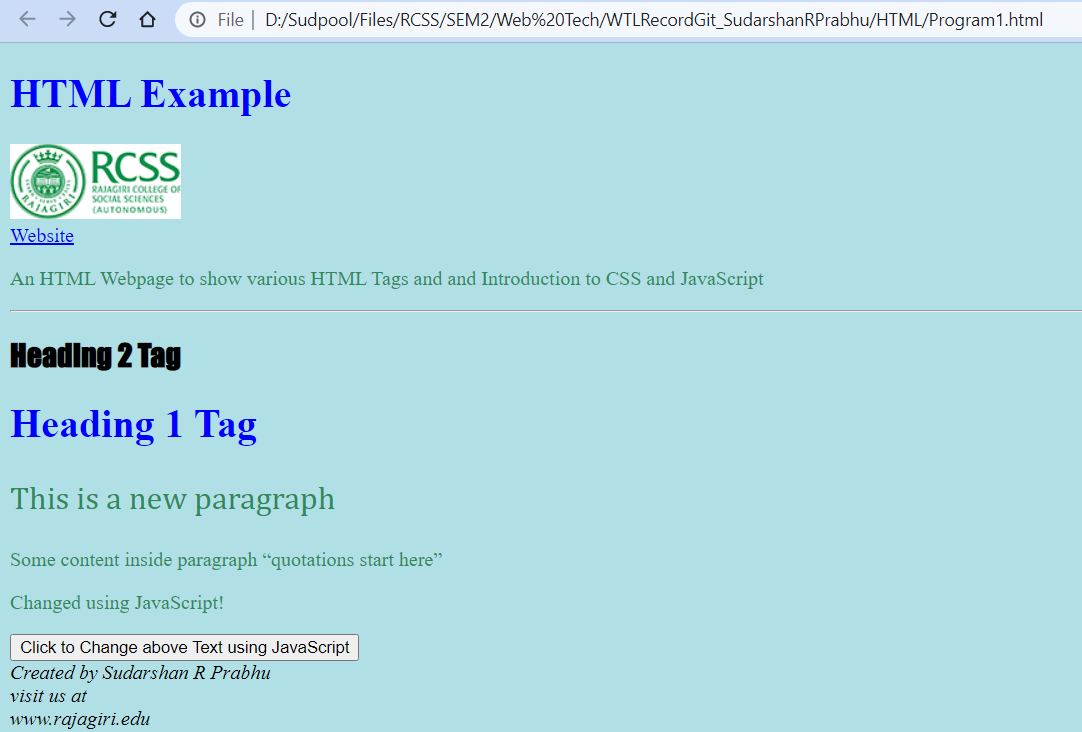 File | D:/Sudpool/Files/RCSS/SEM2/Web%20Tech/WTLRecordGit_SudarshanRPrabhu/HTML/Program1.html
HTML Example
RCSS
RAJAGIRI COLLEGE OF
SOCIAL SCIENCES
(AUTONOMOUS)
RAJAGIRI
Website
An HTML Webpage to show various HTML Tags and and Introduction to CSS and JavaScript
Heading 2 Tag
Heading 1 Tag
This is a new paragraph
Some content inside paragraph “quotations start here”
Changed using JavaScript!
Click to Change above Text using JavaScript
Created by Sudarshan R Prabhu
visit us at
www.rajagiri.edu